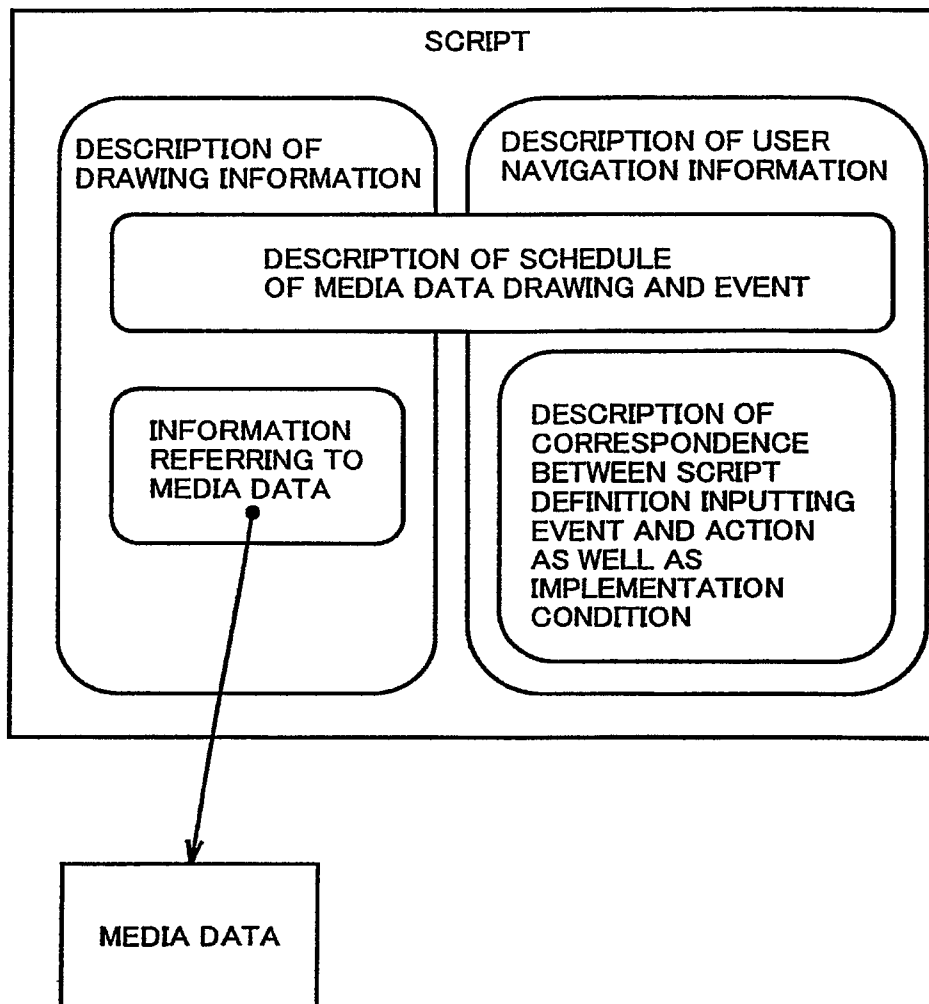 SCRIPT
DESCRIPTION OF
DRAWING INFORMATION
DESCRIPTION OF USER
NAVIGATION INFORMATION
DESCRIPTION OF SCHEDULE
OF MEDIA DATA DRAWING AND EVENT
INFORMATION
REFERRING TO
MEDIA DATA
DESCRIPTION OF
CORRESPONDENCE
BETWEEN SCRIPT
DEFINITION INPUTTING
EVENT AND ACTION
AS WELL AS
IMPLEMENTATION
CONDITION
MEDIA DATA